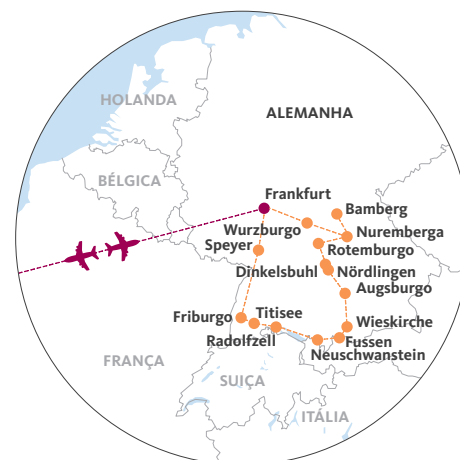 HOLANDA
ALEMANHA
BÉLGICA
Frankfurt
Bamberg
Wurzburgo
Nuremberga
Speyer
Rotemburgo
Dinkelsbuhl
Nördlingen
Augsburgo
Friburgo
Titisee
Wieskirche
Radolfzell
Fussen
Neuschwanstein
FRANÇA
SUIÇA
ITÁLIA